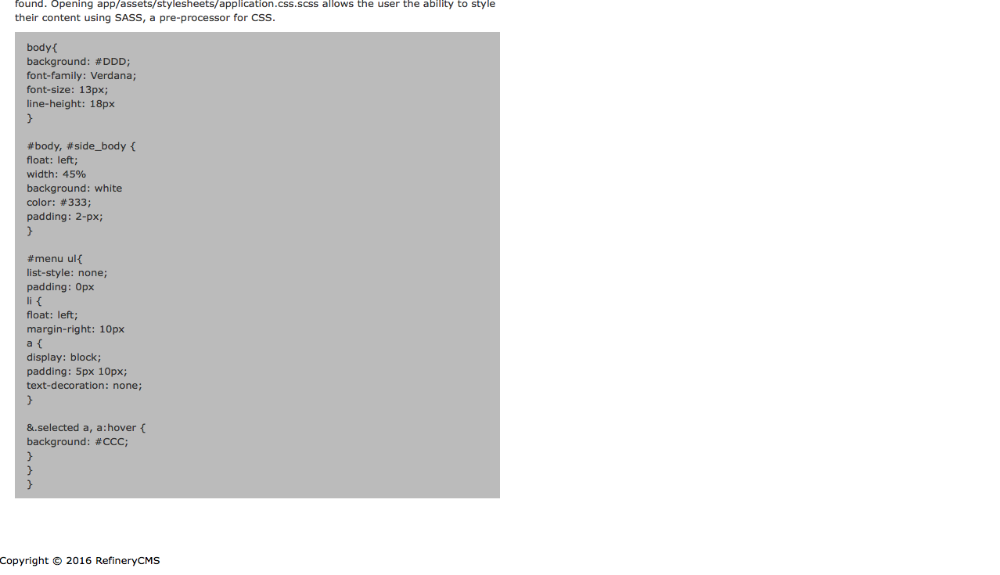 found. Opening app/assets/stylesheets/application.css.scss allows the user the ability to style
their content using SASS, a pre-processor for CSS.
body{
background: #DDD;
font-family: Verdana;
font-size: 13px;
line-height: 18px
}
#body, #side_body {
float: left;
width: 45%
background: white
color: #333;
padding: 2-px;
}
#menu ul{
list-style: none;
padding: 0px
li {
float: left;
margin-right: 10px
a {
display: block;
padding: 5px 10px;
text-decoration: none;
}
&.selected a, a:hover {
background: #CCC;
}
}
}
Copyright © 2016 RefineryCMS